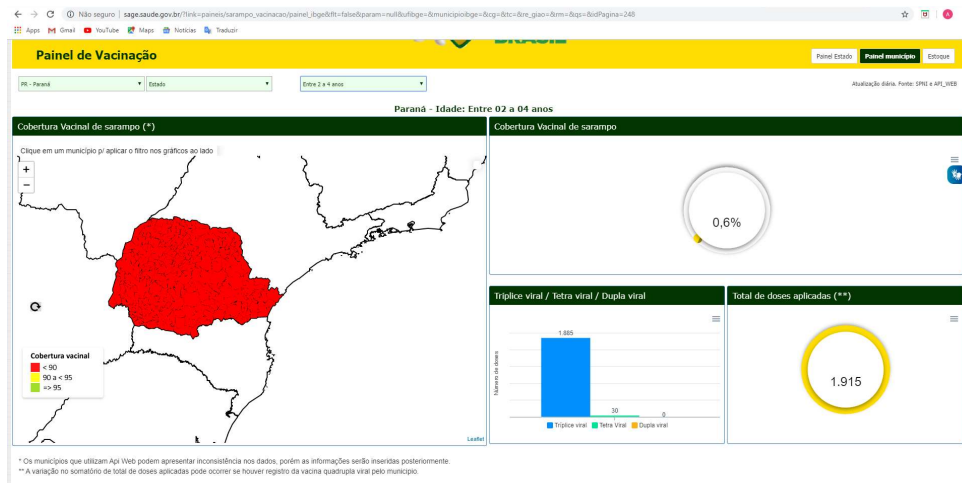 Não seguro | sage.saude.gov.br/?link=paineis/sarampo_vacinacao/painel_ibge&flt=false&param=null&ufibge=&municipioibge=&cg=&tc=&re_giao=&rm=&qs=&idPagina=248
Apps Gmail YouTube Maps Notícias Traduzir
BRASIL
Painel de Vacinação
Painel Estado Painel município Estoque
PR - Paraná Estado Entre 2 a 4 anos
Atualização diária. Fonte: SPNI e API_WEB
Paraná - Idade: Entre 02 a 04 anos
Cobertura Vacinal de sarampo (*)
Clique em um município p/ aplicar o filtro nos gráficos ao lado
+
−
Cobertura vacinal
< 90
90 a < 95
=> 95
Leaflet
Cobertura Vacinal de sarampo
0,6%
Tríplice viral / Tetra viral / Dupla viral
Número de doses
1.885
30
0
Tríplice viral Tetra Viral Dupla viral
Total de doses aplicadas (**)
1.915
* Os municípios que utilizam Api Web podem apresentar inconsistência nos dados, porém as informações serão inseridas posteriormente.
** A variação no somatório de total de doses aplicadas pode ocorrer se houver registro da vacina quadrupla viral pelo município.